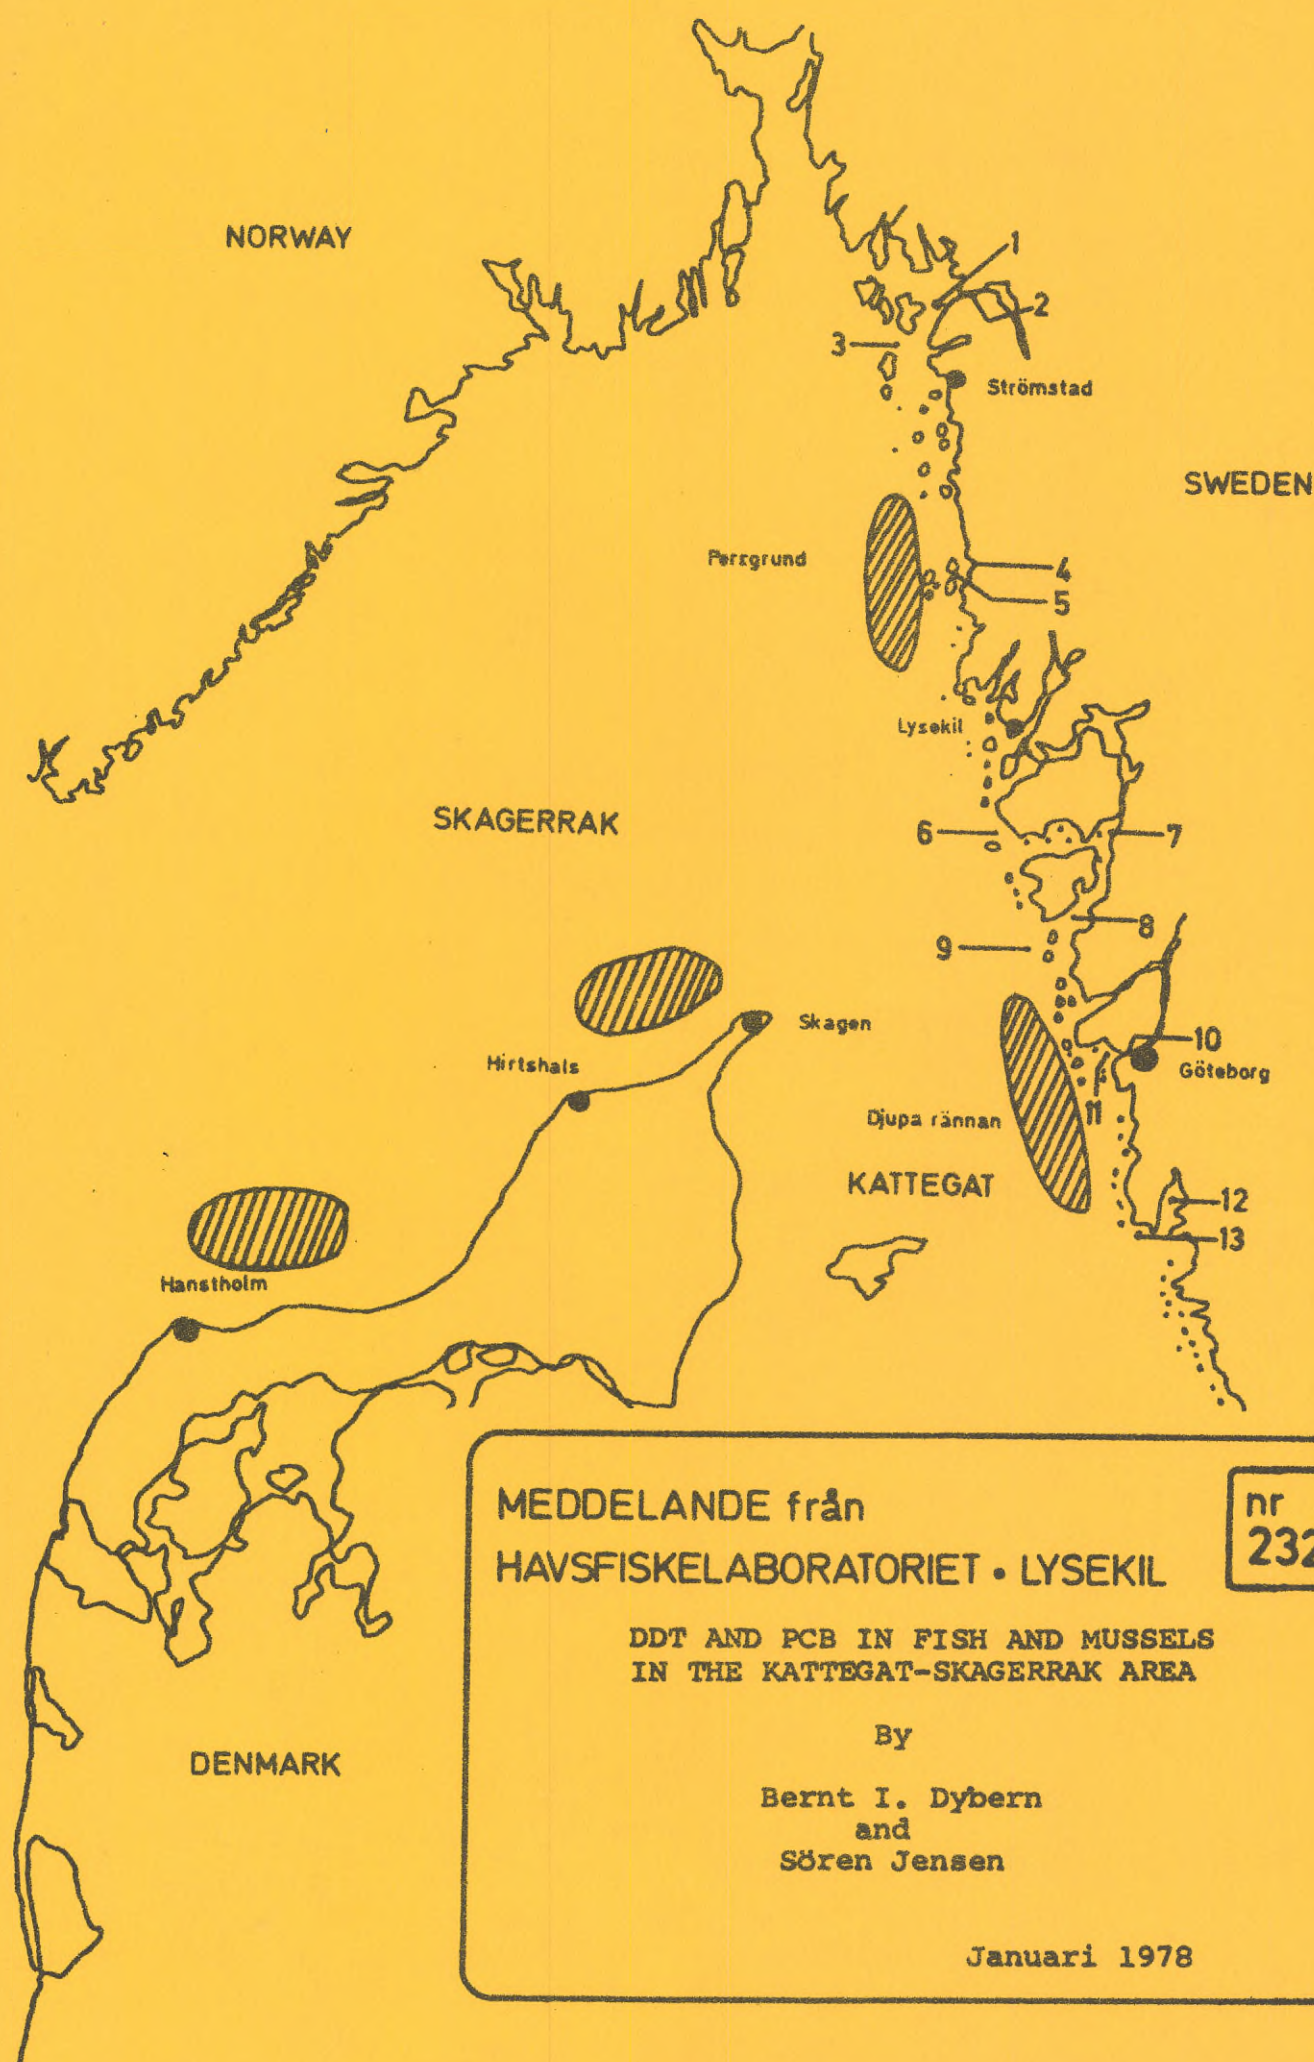 NORWAY
1
2
3
Strömstad
SWEDEN
Persgrund
4
5
Lysekil
SKAGERRAK
6
7
8
9
Skagen
10
Hirtshals
Göteborg
11
Djupa rännan
KATTEGAT
12
13
Hanstholm
MEDDELANDE från
HAVSFISKELABORATORIET • LYSEKIL
nr
232
DDT AND PCB IN FISH AND MUSSELS
IN THE KATTEGAT-SKAGERRAK AREA
By
DENMARK
Bernt I. Dybern
and
Sören Jensen
Januari 1978